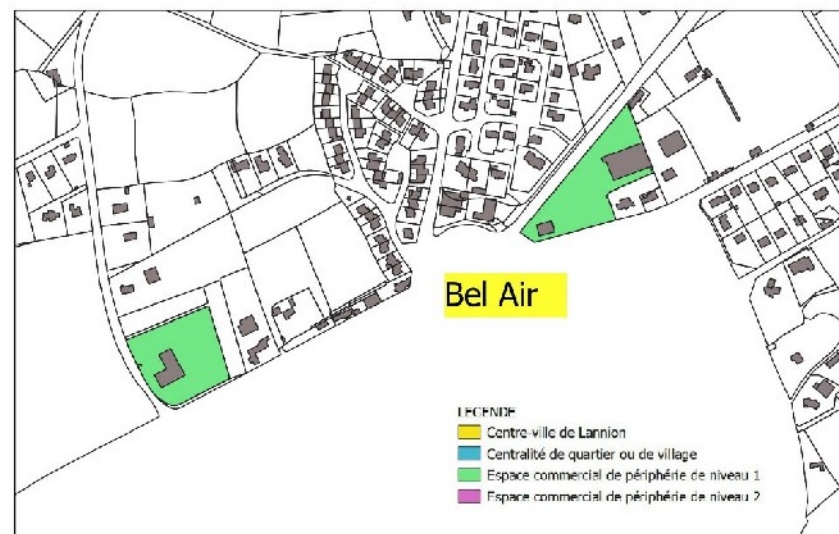 Bel Air
LEGENDE
Centre-ville de Lannion
Centralité de quartier ou de village
Espace commercial de périphérie de niveau 1
Espace commercial de périphérie de niveau 2